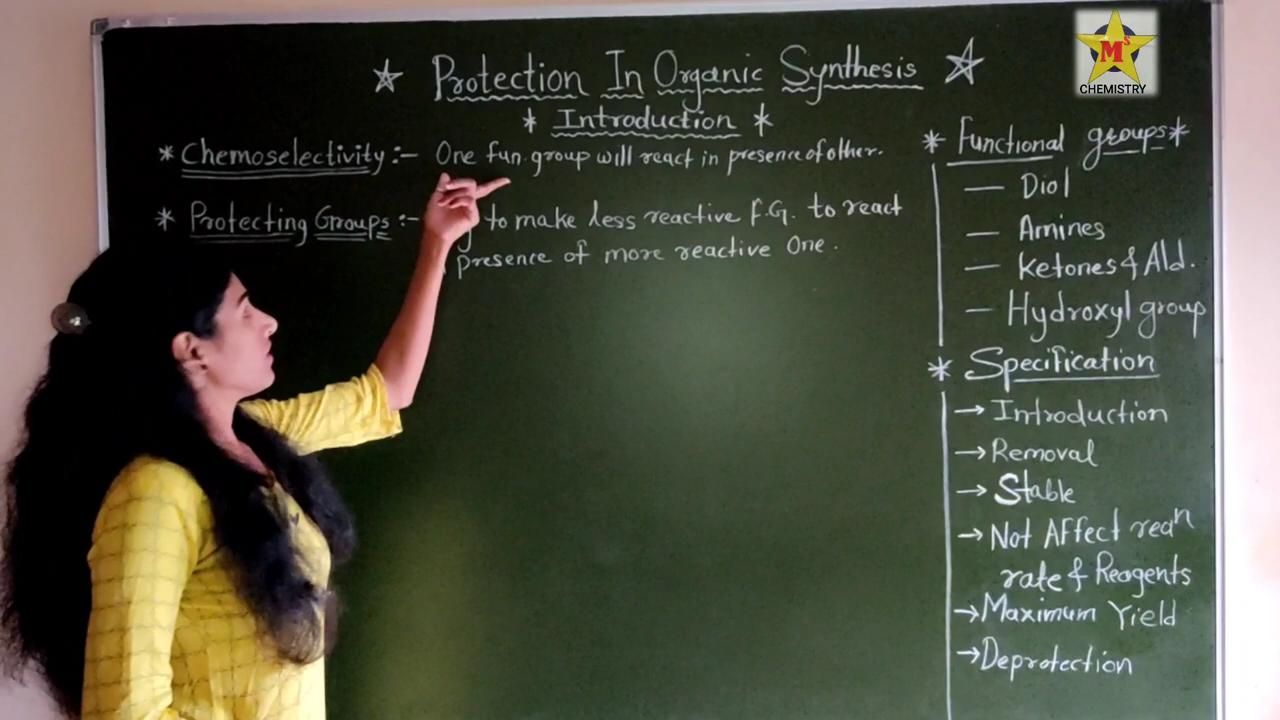 ☆ Protection In Organic Synthesis ☆
* Introduction *
* Chemoselectivity :- One fun. group will react in presence of other.
* Protecting Groups :- to make less reactive F.G. to react
presence of more reactive One.
* Functional groups *
— Diol
— Amines
— Ketones & Ald.
— Hydroxyl group
* Specification
→ Introduction
→ Removal
→ Stable
→ Not Affect reaⁿ
rate & Reagents
→ Maximum Yield
→ Deprotection
Ms
CHEMISTRY